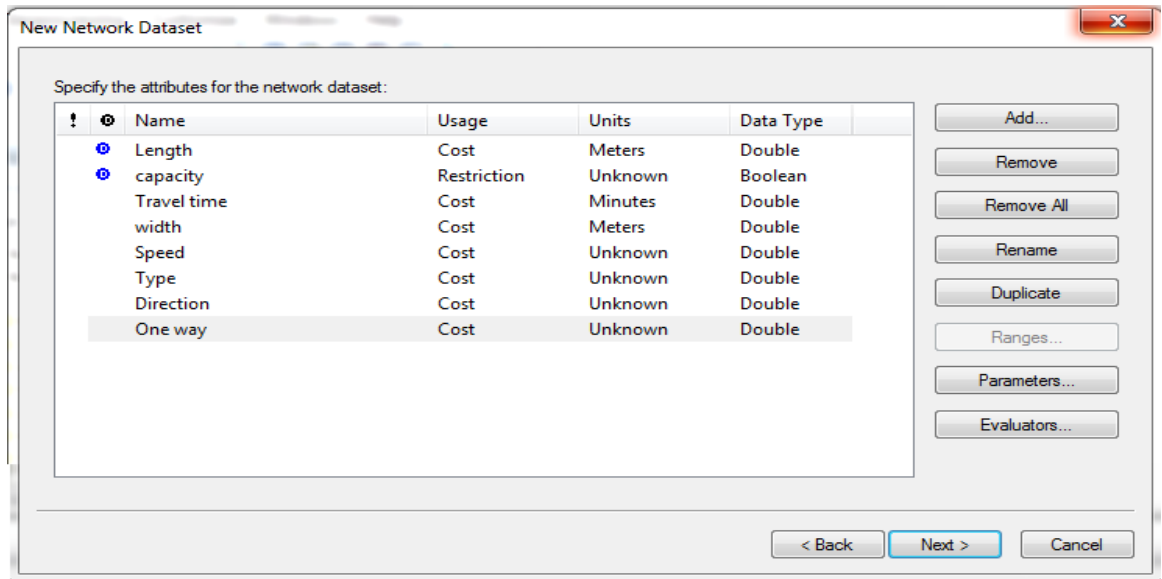 New Network Dataset
Specify the attributes for the network dataset:
! D Name Usage Units Data Type
D Length Cost Meters Double
D capacity Restriction Unknown Boolean
Travel time Cost Minutes Double
width Cost Meters Double
Speed Cost Unknown Double
Type Cost Unknown Double
Direction Cost Unknown Double
One way Cost Unknown Double
Add...
Remove
Remove All
Rename
Duplicate
Ranges...
Parameters...
Evaluators...
< Back Next > Cancel